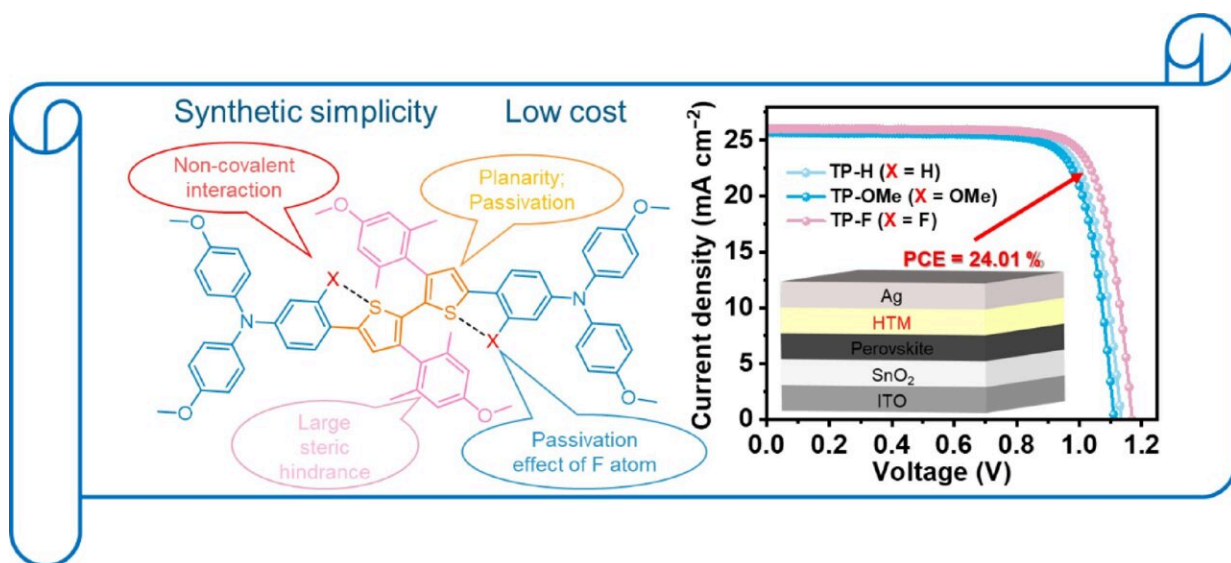 Synthetic simplicity
Low cost
Non-covalent
interaction
Planarity;
Passivation
O
O
O
X
S
N
S
N
X
O
O
O
Large
steric
hindrance
Passivation
effect of F atom
Current density (mA cm⁻²)
25
20
15
10
5
0
TP-H (X = H)
TP-OMe (X = OMe)
TP-F (X = F)
PCE = 24.01 %
Ag
HTM
Perovskite
SnO₂
ITO
0.0 0.2 0.4 0.6 0.8 1.0 1.2
Voltage (V)